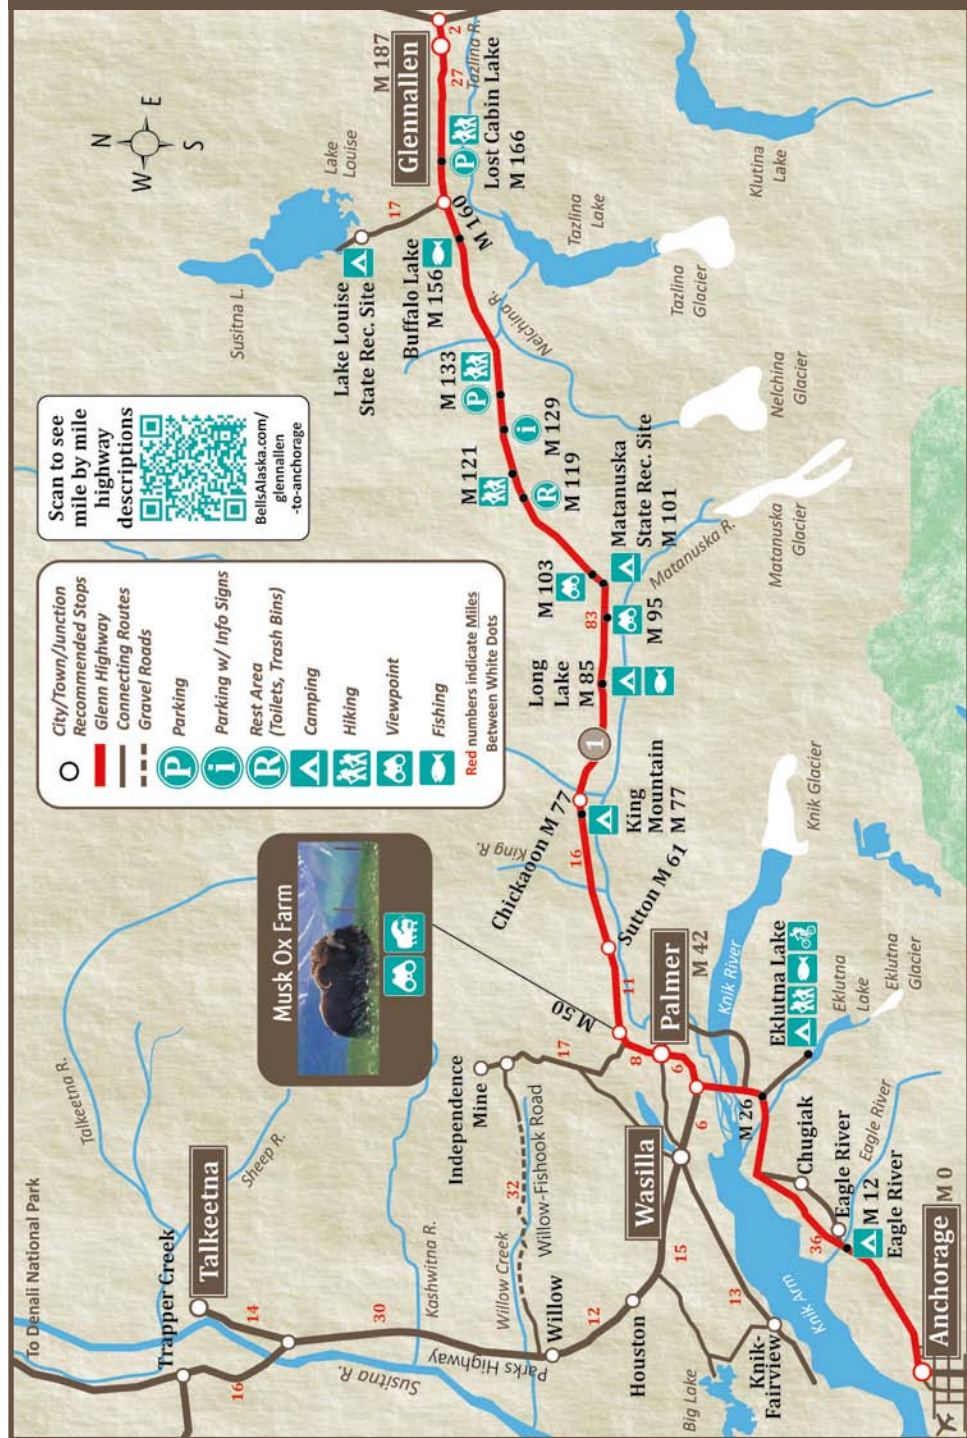 To Denali National Park
Trapper Creek
Talkeetna
Talkeetna R.
Sheep R.
14
16
30
Susitna R.
Kashwitna R.
Parks Highway
Willow Creek
Willow
32
Willow-Fishook Road
Independence
Mine
17
12
Houston
15
Wasilla
13
Big Lake
Knik-
Fairview
Knik Arm
Anchorage
M 0
36
M 12
Eagle River
Eagle River
Eagle River
Chugiak
M 26
6
6
8
Palmer
M 42
Knik River
Eklutna Lake
Eklutna
Lake
Eklutna
Glacier
Knik Glacier
Musk Ox Farm
M 50
11
Sutton M 61
16
King R.
Chickaoon M 77
King
Mountain
M 77
1
Long
Lake
M 85
83
M 95
M 103
Matanuska
State Rec. Site
M 101
Matanuska R.
Matanuska
Glacier
R
M 119
M 121
i
M 129
M 133
P
Nelchina R.
Nelchina
Glacier
Tazlina
Glacier
Tazlina
Lake
Buffalo Lake
M 156
M 160
Lake Louise
State Rec. Site
17
Lake
Louise
Susitna L.
P
Lost Cabin Lake
M 166
Glennallen
M 187
27
2
Tazlina R.
Klutina
Lake
N
W
E
S
Scan to see
mile by mile
highway
descriptions
BellsAlaska.com/
glennallen
-to-anchorage
City/Town/Junction
Recommended Stops
Glenn Highway
Connecting Routes
Gravel Roads
P Parking
i Parking w/ Info Signs
R Rest Area
(Toilets, Trash Bins)
Camping
Hiking
Viewpoint
Fishing
Red numbers indicate Miles
Between White Dots